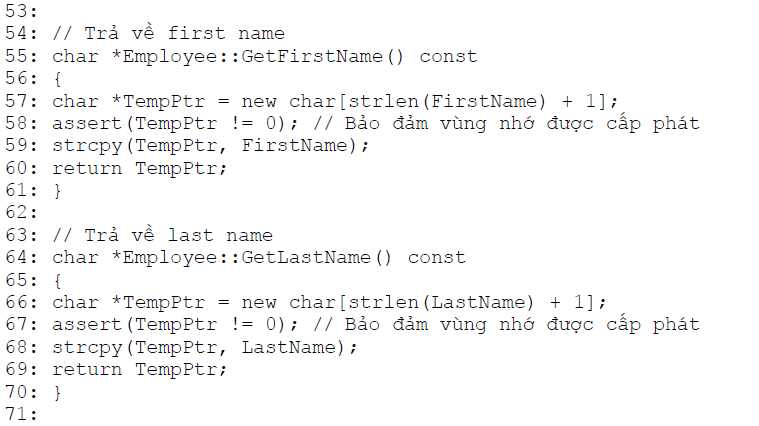 53:
54: // Trả về first name
55: char *Employee::GetFirstName() const
56: {
57: char *TempPtr = new char[strlen(FirstName) + 1];
58: assert(TempPtr != 0); // Bảo đảm vùng nhớ được cấp phát
59: strcpy(TempPtr, FirstName);
60: return TempPtr;
61: }
62:
63: // Trả về last name
64: char *Employee::GetLastName() const
65: {
66: char *TempPtr = new char[strlen(LastName) + 1];
67: assert(TempPtr != 0); // Bảo đảm vùng nhớ được cấp phát
68: strcpy(TempPtr, LastName);
69: return TempPtr;
70: }
71: